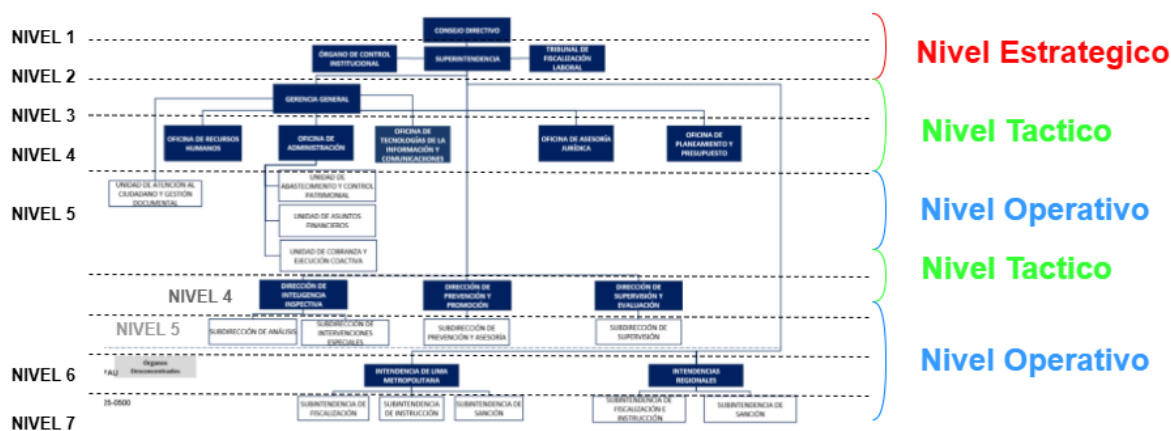 NIVEL 1
CONSEJO DIRECTIVO
Nivel Estrategico
ÓRGANO DE CONTROL
INSTITUCIONAL
SUPERINTENDENCIA
TRIBUNAL DE
FISCALIZACIÓN
LABORAL
NIVEL 2
GERENCIA GENERAL
NIVEL 3
Nivel Tactico
OFICINA DE RECURSOS
HUMANOS
OFICINA DE
ADMINISTRACIÓN
OFICINA DE
TECNOLOGÍAS DE LA
INFORMACIÓN Y
COMUNICACIONES
OFICINA DE ASESORÍA
JURÍDICA
OFICINA DE
PLANEAMIENTO Y
PRESUPUESTO
NIVEL 4
UNIDAD DE ATENCIÓN AL
CIUDADANO Y GESTIÓN
DOCUMENTAL
UNIDAD DE
ABASTECIMIENTO Y CONTROL
PATRIMONIAL
NIVEL 5
UNIDAD DE ASUNTOS
FINANCIEROS
Nivel Operativo
UNIDAD DE COBRANZA Y
EJECUCIÓN COACTIVA
Nivel Tactico
NIVEL 4
DIRECCIÓN DE
INTELIGENCIA
INSPECTIVA
DIRECCIÓN DE
PREVENCIÓN Y
PROMOCIÓN
DIRECCIÓN DE
SUPERVISIÓN Y
EVALUACIÓN
NIVEL 5
SUBDIRECCIÓN DE ANÁLISIS
SUBDIRECCIÓN DE
INTERVENCIONES
ESPECIALES
SUBDIRECCIÓN DE
PREVENCIÓN Y ASESORÍA
SUBDIRECCIÓN DE
SUPERVISIÓN
Nivel Operativo
Órganos
Desconcentrados
YAU
NIVEL 6
INTENDENCIA DE LIMA
METROPOLITANA
INTENDENCIAS
REGIONALES
25-0500
SUBINTENDENCIA DE
FISCALIZACIÓN
SUBINTENDENCIA DE
INSTRUCCIÓN
SUBINTENDENCIA DE
SANCIÓN
SUBINTENDENCIA DE
FISCALIZACIÓN E
INSTRUCCIÓN
SUBINTENDENCIA DE
SANCIÓN
NIVEL 7